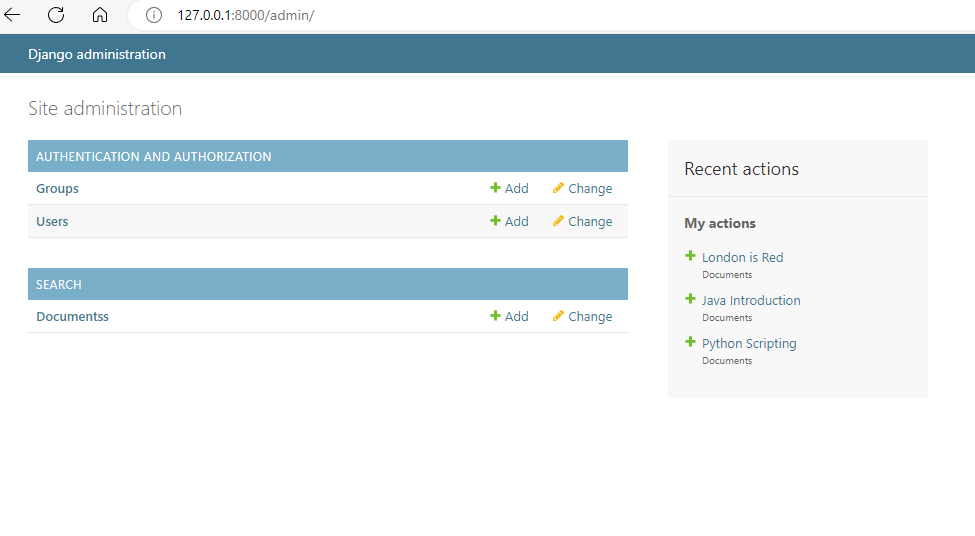 127.0.0.1:8000/admin/
Django administration
Site administration
AUTHENTICATION AND AUTHORIZATION
Groups Add Change
Users Add Change
SEARCH
Documentss Add Change
Recent actions
My actions
London is Red
Documents
Java Introduction
Documents
Python Scripting
Documents